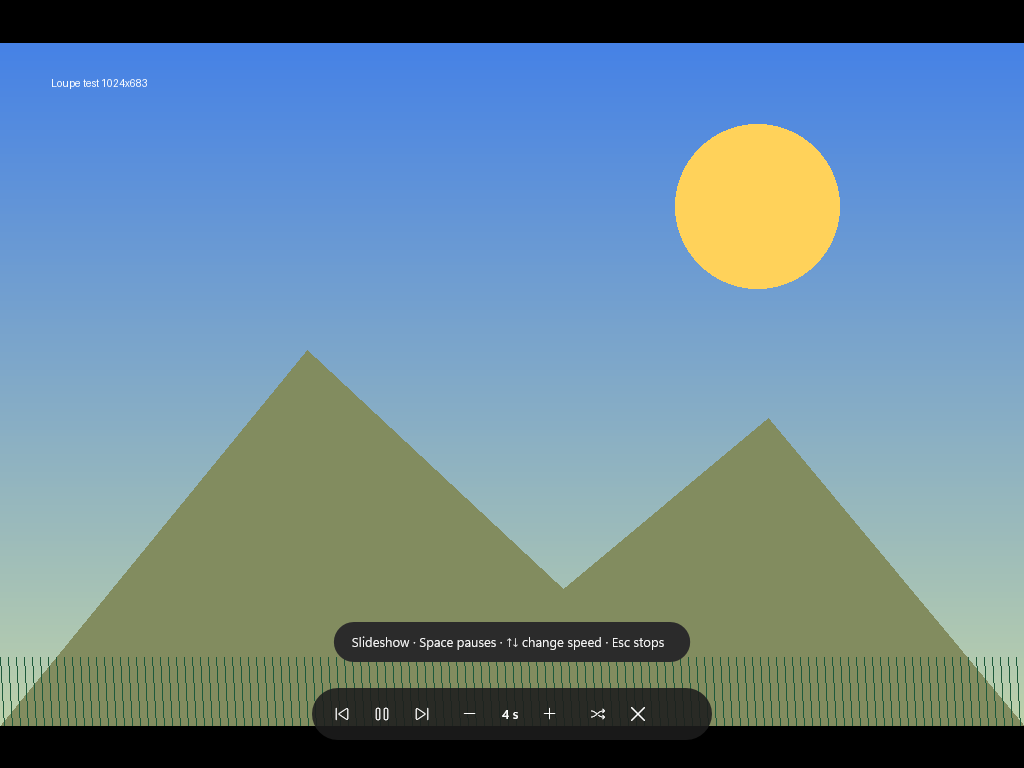 Loupe test 1024x683
Slideshow · Space pauses · ↑↓ change speed · Esc stops
4 s